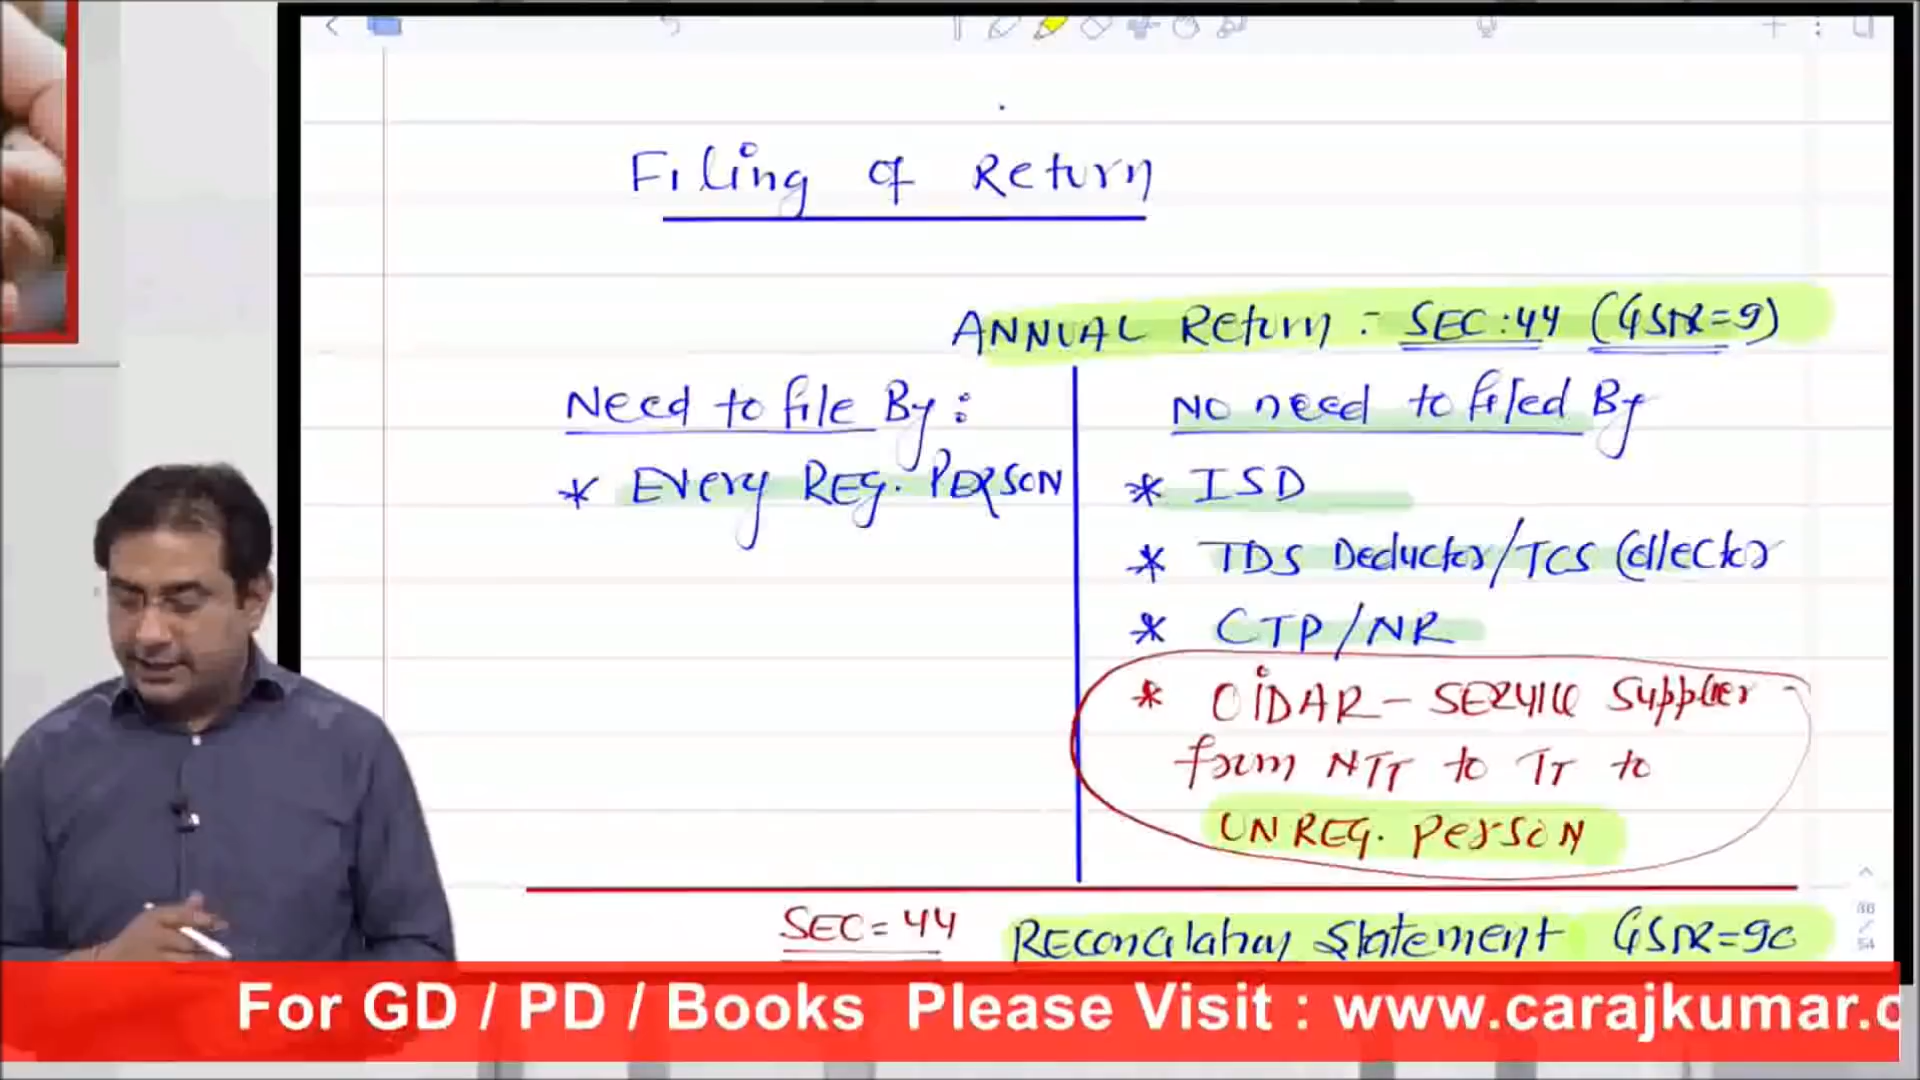 Filing of Return
ANNUAL Return - SEC:44 (GSTR=9)
Need to file By:
* Every REG. PERSON
NO need to filed By
* ISD
* TDS Deductor/TCS Collector
* CTP/NR
* OIDAR-SERVICE Supplier
from NTT to TT to
UNREG. PERSON
SEC=44 Reconcilation Statement GSTR=9C
For GD / PD / Books Please Visit : www.carajkumar.c